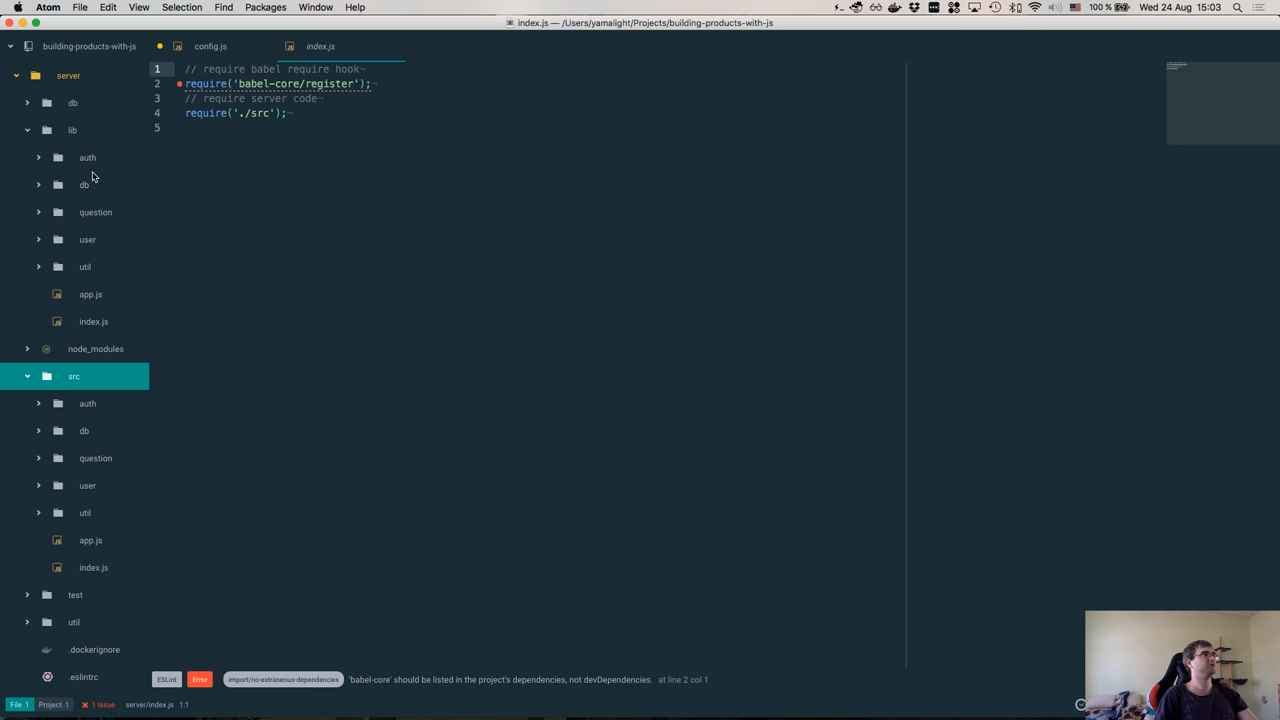 Atom File Edit View Selection Find Packages Window Help
100 % Wed 24 Aug 15:03
index.js — /Users/yamalight/Projects/building-products-with-js
building-products-with-js
config.js
index.js
server
db
lib
auth
db
question
user
util
app.js
index.js
node_modules
src
auth
db
question
user
util
app.js
index.js
test
util
.dockerignore
.eslintrc
1 // require babel require hook¬
2 require('babel-core/register');¬
3 // require server code¬
4 require('./src');¬
5
ESLint Error import/no-extraneous-dependencies 'babel-core' should be listed in the project's dependencies, not devDependencies. at line 2 col 1
File 1 Project 1 1 Issue server/index.js 1:1